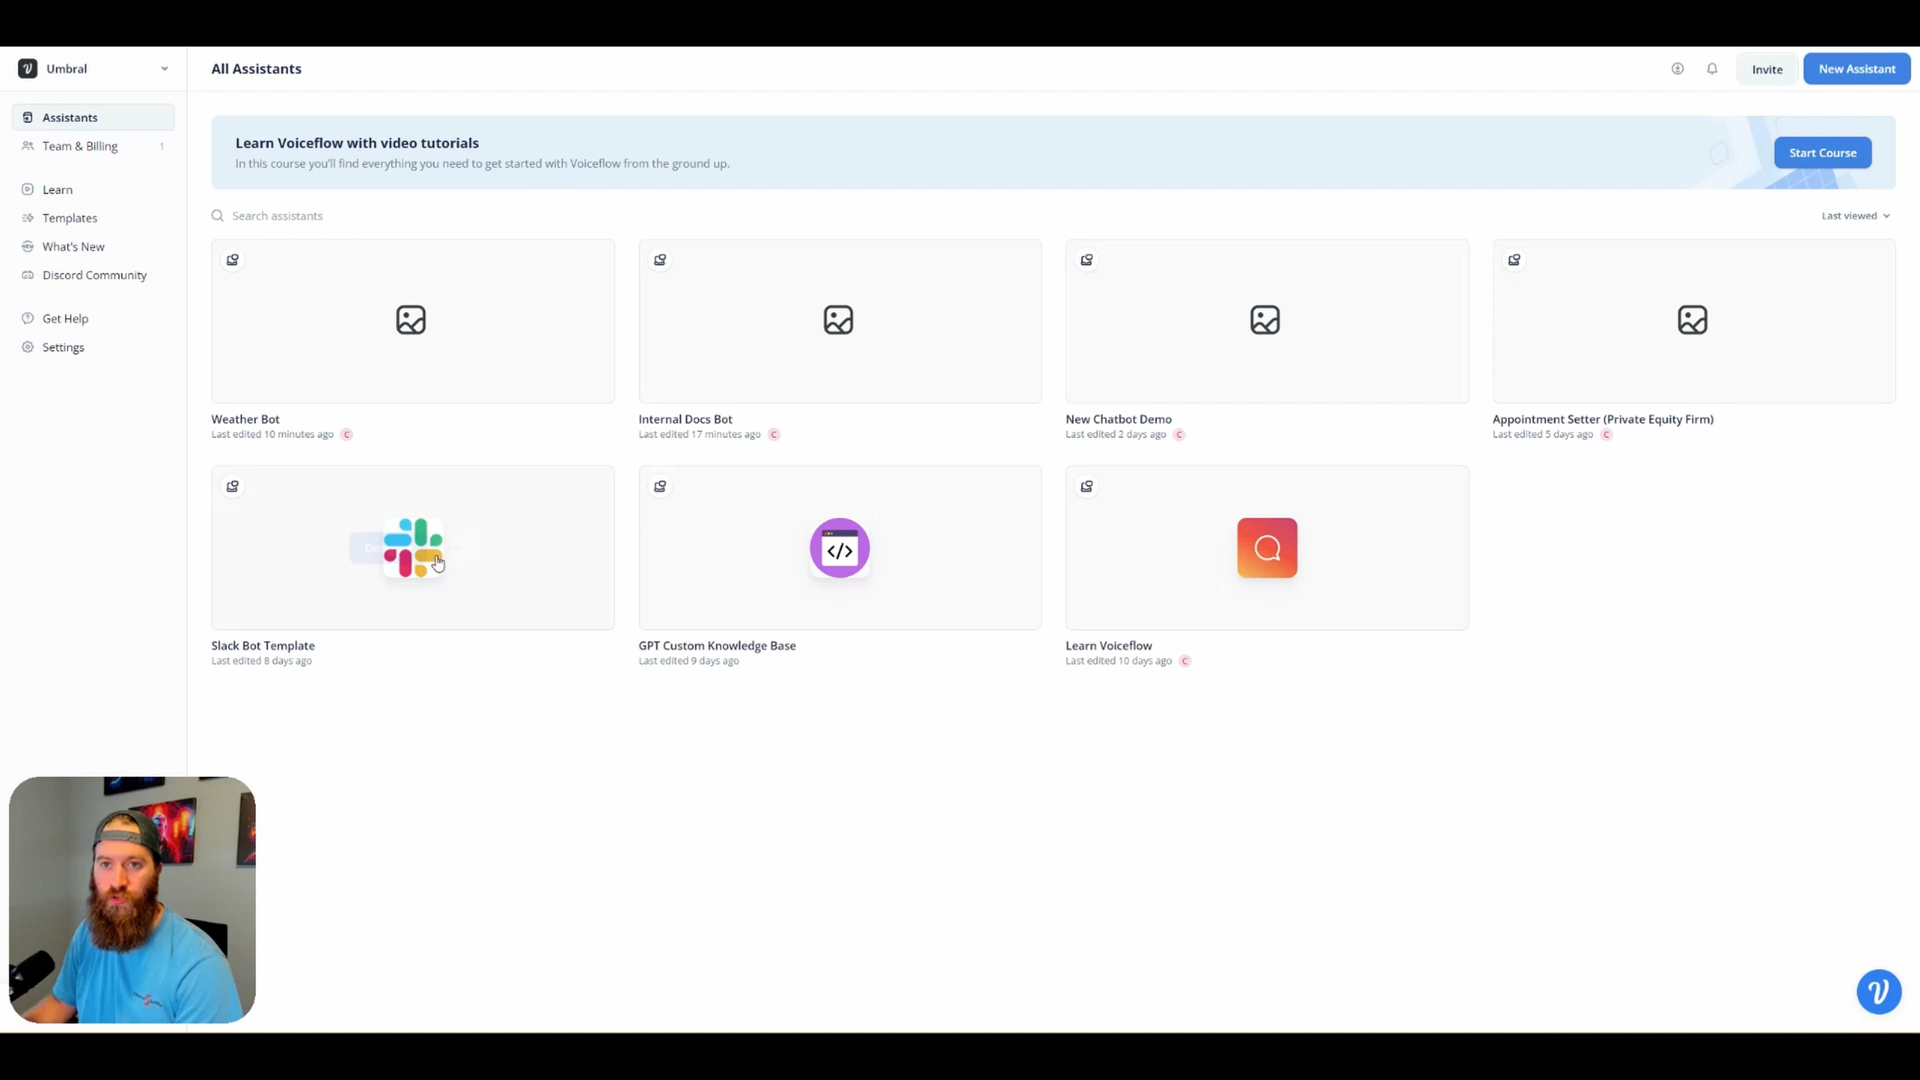 Umbral
All Assistants
Invite
New Assistant
Assistants
Team & Billing 1
Learn
Templates
What's New
Discord Community
Get Help
Settings
Learn Voiceflow with video tutorials
In this course you'll find everything you need to get started with Voiceflow from the ground up.
Start Course
Search assistants
Last viewed
Weather Bot
Last edited 10 minutes ago C
Internal Docs Bot
Last edited 17 minutes ago C
New Chatbot Demo
Last edited 2 days ago C
Appointment Setter (Private Equity Firm)
Last edited 5 days ago C
Slack Bot Template
Last edited 8 days ago
GPT Custom Knowledge Base
Last edited 9 days ago
Learn Voiceflow
Last edited 10 days ago C